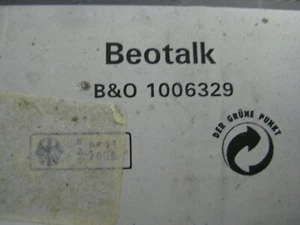 Beotalk
B&O 1006329
DER GRÜNE PUNKT